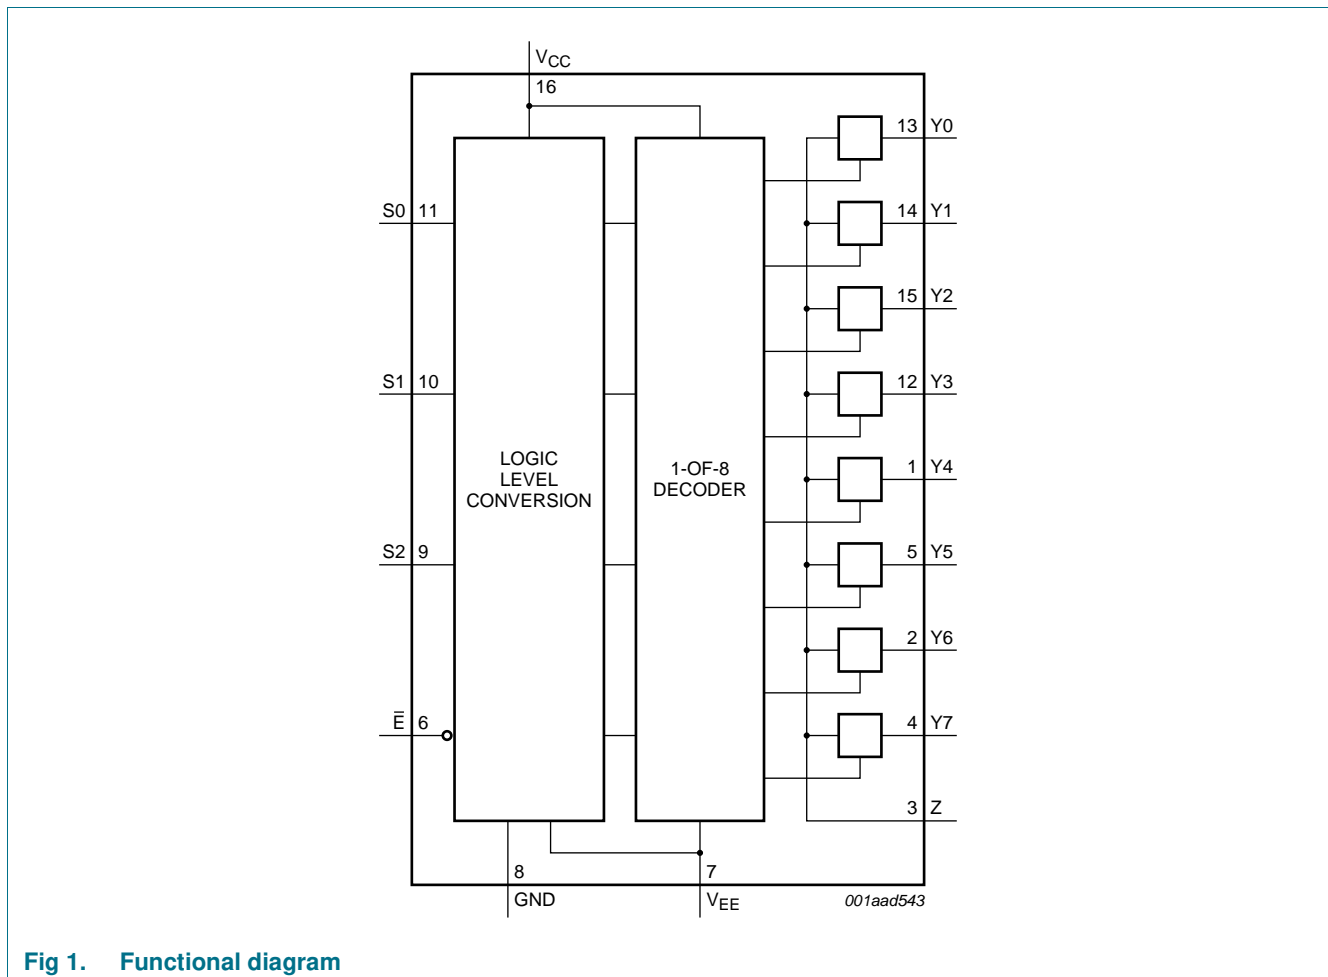 VCC
16
13 Y0
S0 11
14 Y1
15 Y2
S1 10
12 Y3
LOGIC
LEVEL
CONVERSION
1-OF-8
DECODER
1 Y4
S2 9
5 Y5
2 Y6
E̅ 6
4 Y7
3 Z
8
7
GND
VEE
001aad543
Fig 1. Functional diagram